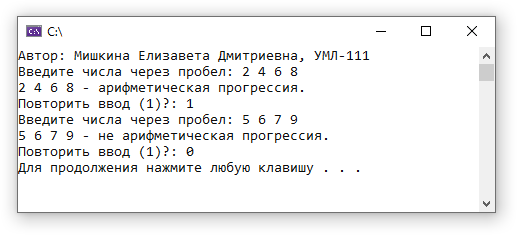 C:\
Автор: Мишкина Елизавета Дмитриевна, УМЛ-111
Введите числа через пробел: 2 4 6 8
2 4 6 8 - арифметическая прогрессия.
Повторить ввод (1)?: 1
Введите числа через пробел: 5 6 7 9
5 6 7 9 - не арифметическая прогрессия.
Повторить ввод (1)?: 0
Для продолжения нажмите любую клавишу . . .